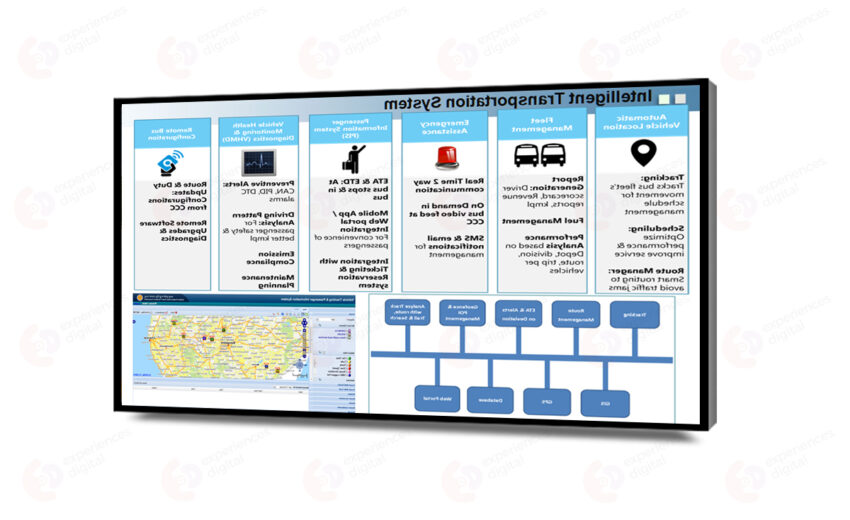 Intelligent Transportation System
Automatic
Vehicle Location
Tracking:
Tracks bus fleet's
movement for
schedule
management
Scheduling:
Optimize
performance &
improve service
Route Manager:
Smart routing to
avoid traffic jams
Fleet
Management
Report
Generation: Driver
scorecard, Revenue
reports, kmpl
Fuel Management
Performance
Analysis based on
Depot, division,
route, trip per
vehicles
Emergency
Assistance
Real Time 2 way
communication
On Demand in
bus video feed at
CCC
SMS & email
notifications for
management
Passenger
Information System
(PIS)
ETA & ETD: At
bus stops & in
bus
Mobile App /
Web portal
Integration
For convenience of
passengers
Integration with
Ticketing &
Reservation
system
Vehicle Health
Monitoring &
Diagnostics (VHMD)
Preventive Alerts:
CAN, PID, DTC
alarms
Driving Pattern
Analysis: For
passenger safety &
better kmpl
Emission
Compliance
Maintenance
Planning
Remote Bus
Configuration
Route & Duty
Updates:
Configurations
from CCC
Remote Software
Upgrades &
Diagnostics
Tracking
Route
Management
ETA & Alerts
on Deviation
Geofence &
POI
Management
Analyze Track
with route,
Trail & Search
GIS
GPS
Database
Web Portal
experiences
digital